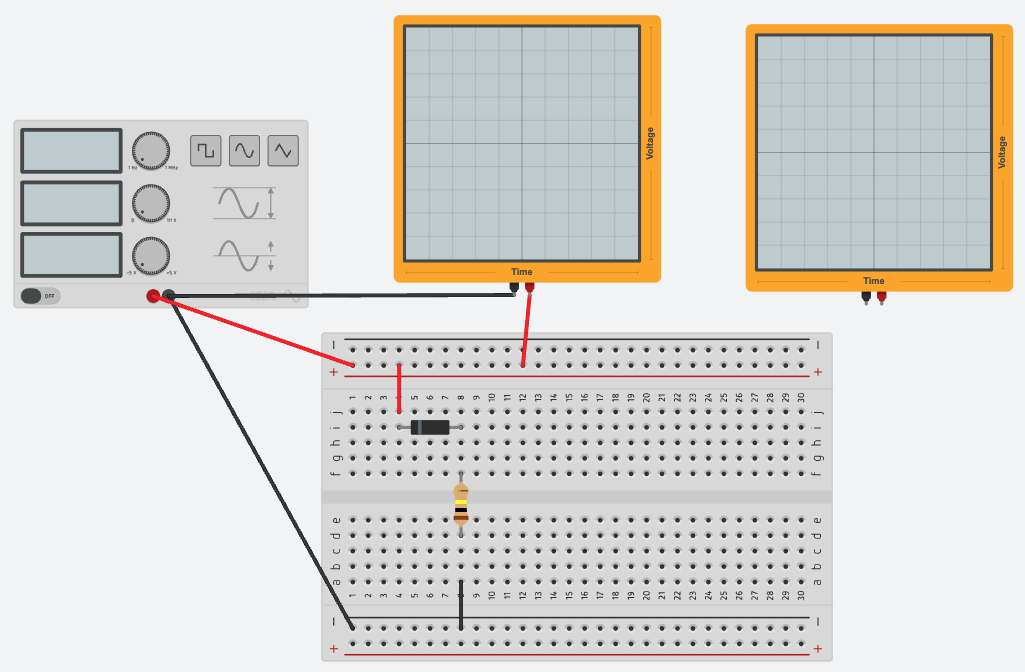 Voltage
Time
Voltage
Time
1 Hz
1 MHz
0
10 V
-5 V
+5 V
OFF
− −
+ +
1 2 3 4 5 6 7 8 9 10 11 12 13 14 15 16 17 18 19 20 21 22 23 24 25 26 27 28 29 30
j j
i i
h h
g g
f f
e e
d d
c c
b b
a a
1 2 3 4 5 6 7 8 9 10 11 12 13 14 15 16 17 18 19 20 21 22 23 24 25 26 27 28 29 30
− −
+ +